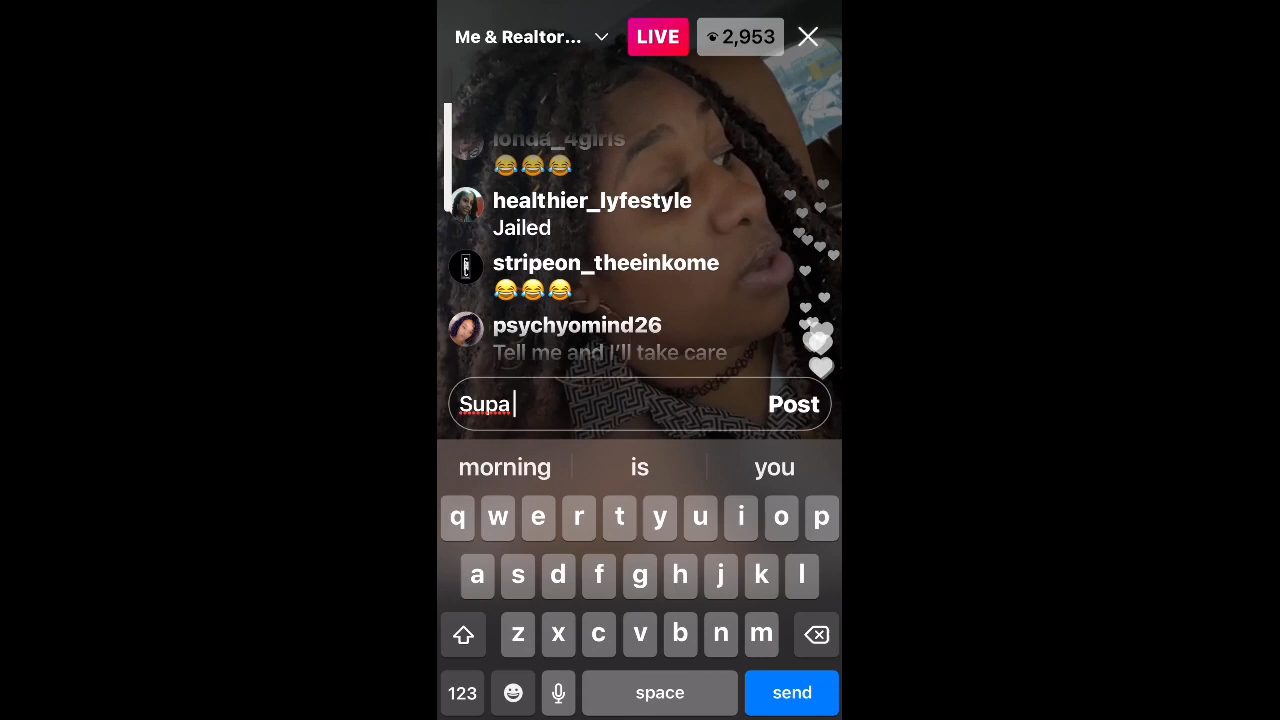 Me & Realtor... LIVE 2,953
londa_4girls
😂😂😂
healthier_lyfestyle
Jailed
stripeon_theeinkome
😂😂😂
psychyomind26
Tell me and I'll take care
Supa Post
morning is you
q w e r t y u i o p
a s d f g h j k l
z x c v b n m
123 space send